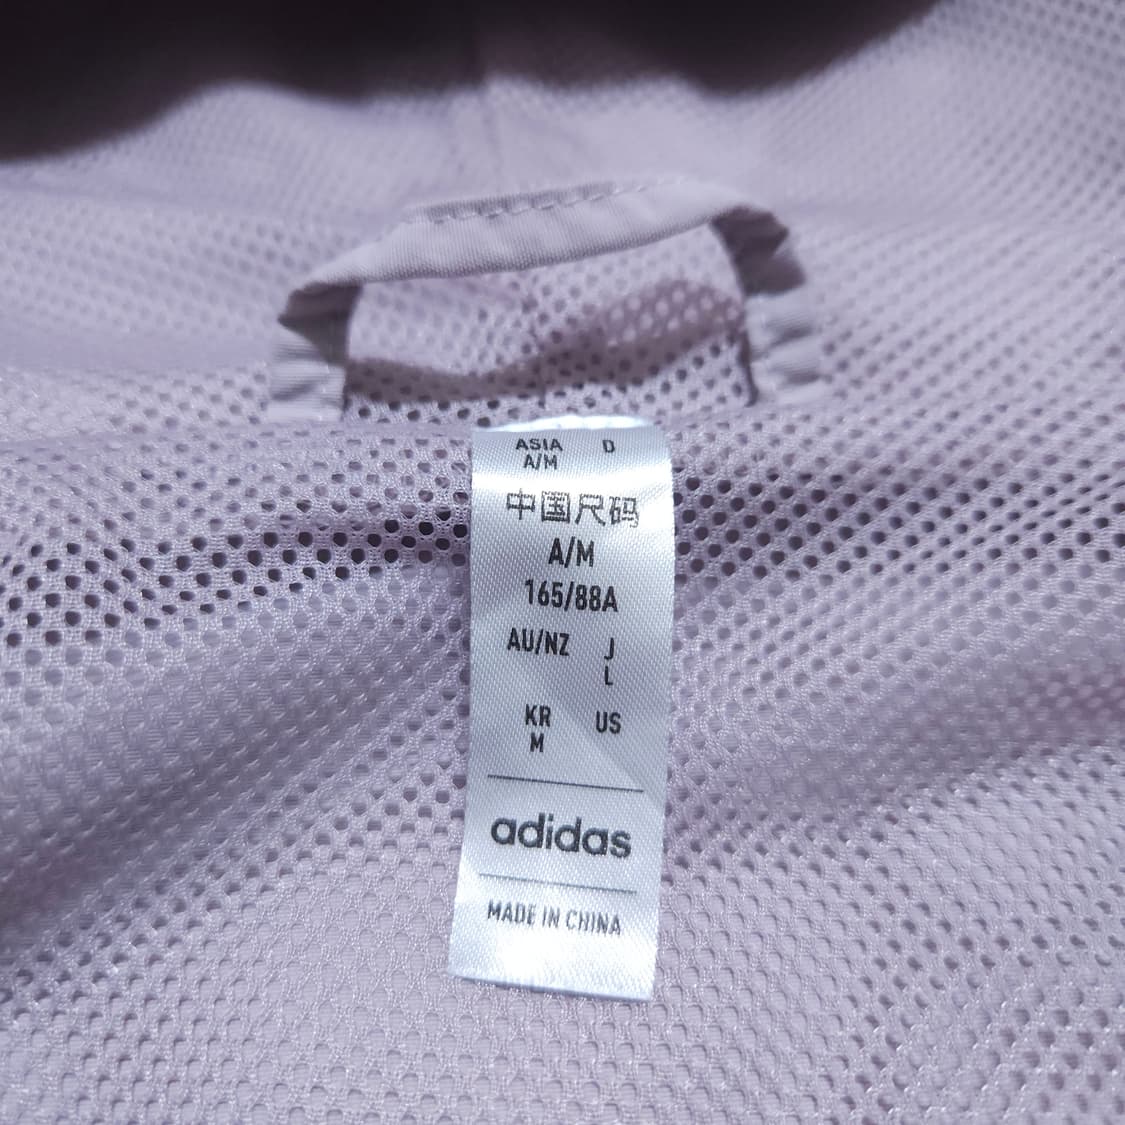 ASIA D
A/M
中国尺码
A/M
165/88A
AU/NZ J
L
KR US
M
adidas
MADE IN CHINA